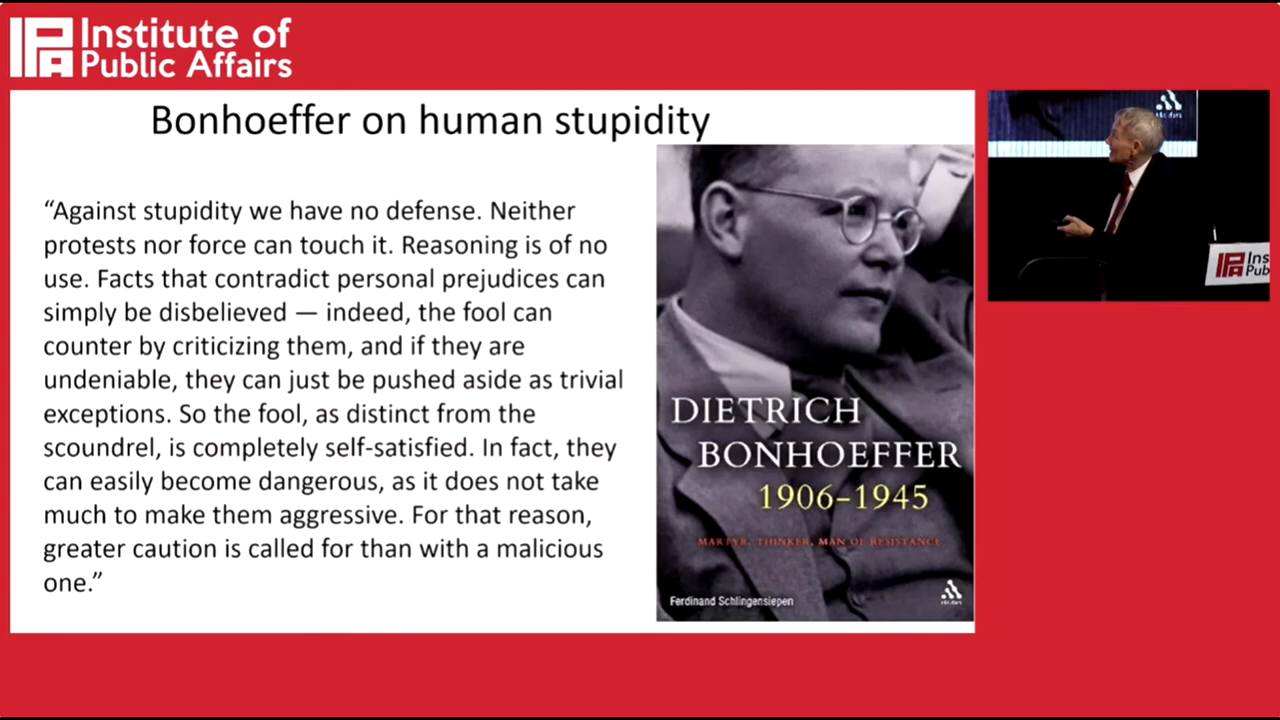 Institute of
Public Affairs
Bonhoeffer on human stupidity
“Against stupidity we have no defense. Neither
protests nor force can touch it. Reasoning is of no
use. Facts that contradict personal prejudices can
simply be disbelieved — indeed, the fool can
counter by criticizing them, and if they are
undeniable, they can just be pushed aside as trivial
exceptions. So the fool, as distinct from the
scoundrel, is completely self-satisfied. In fact, they
can easily become dangerous, as it does not take
much to make them aggressive. For that reason,
greater caution is called for than with a malicious
one.”
DIETRICH
BONHOEFFER
1906–1945
MARTYR, THINKER, MAN OF RESISTANCE
Ferdinand Schlingensiepen
IPA
Ins
Pub